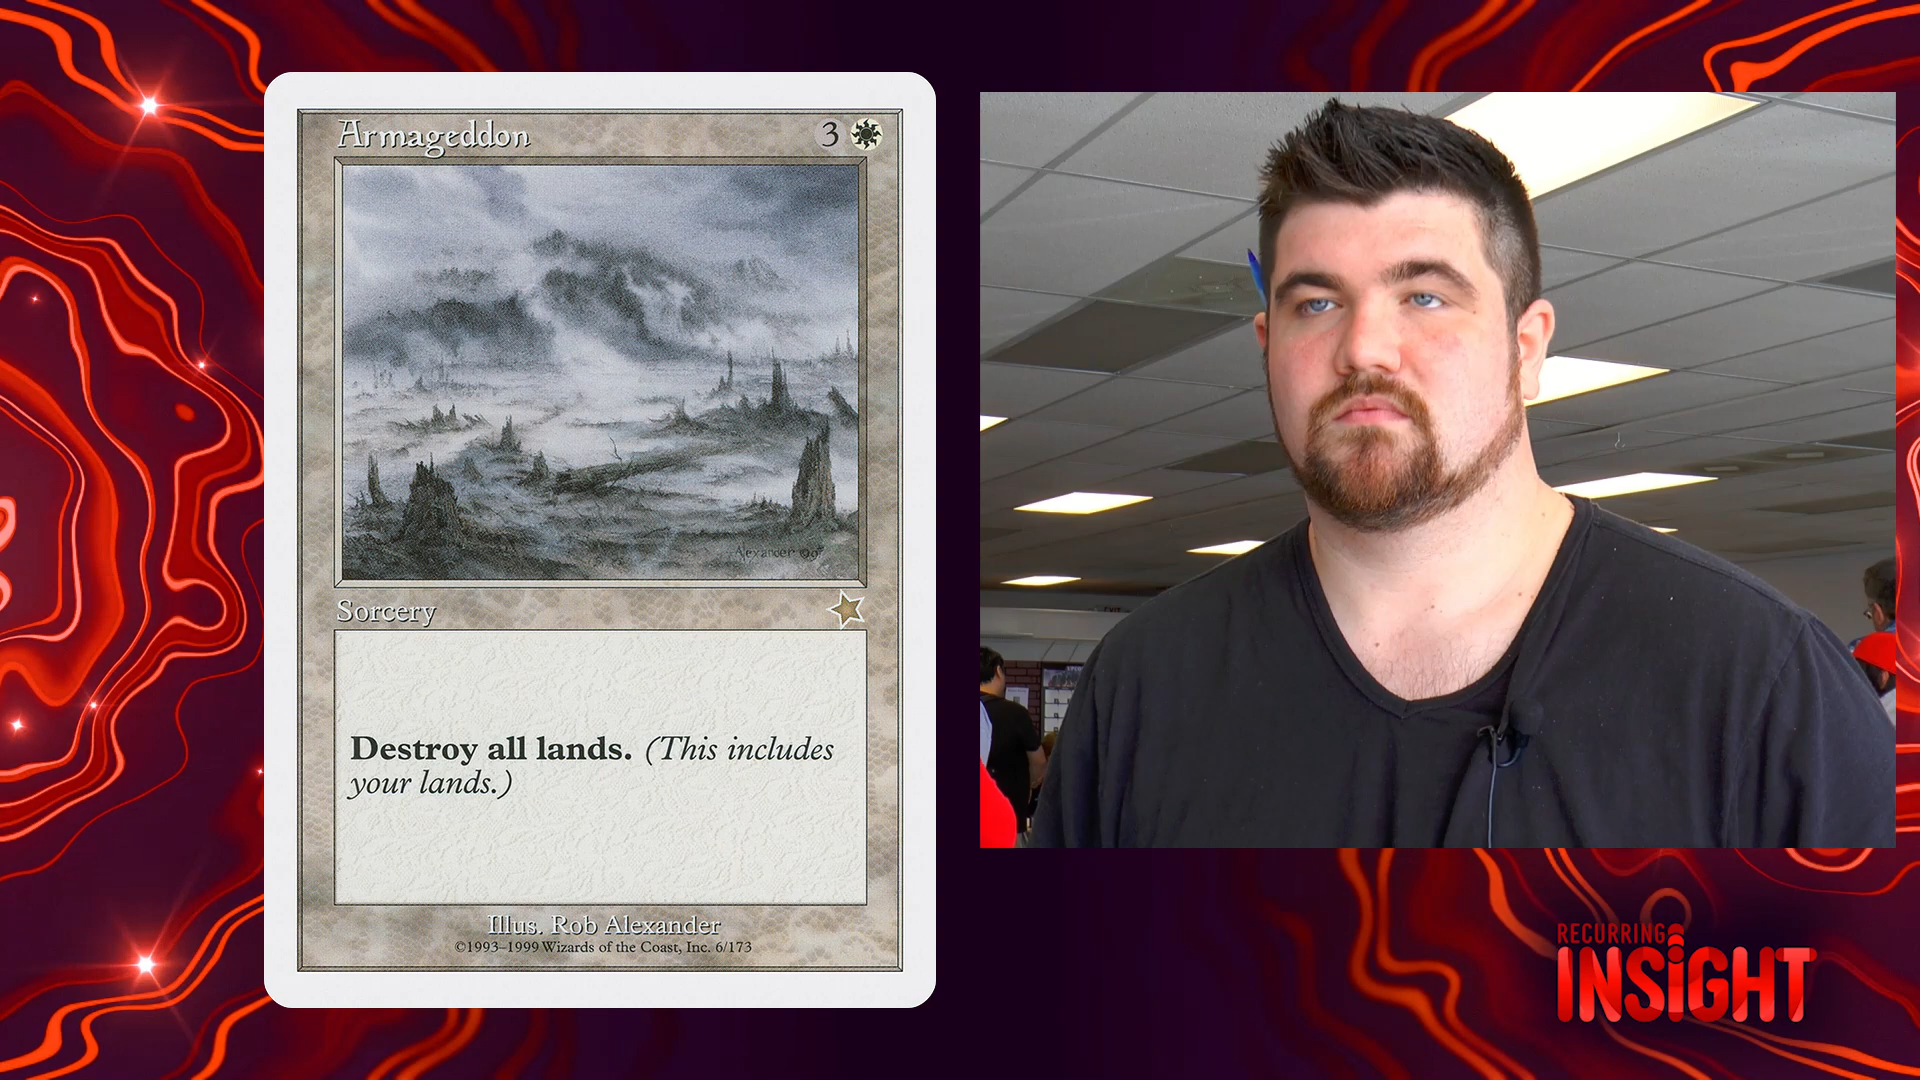 Armageddon
3
Sorcery
Destroy all lands. (This includes
your lands.)
Illus. Rob Alexander
©1993–1999 Wizards of the Coast, Inc. 6/173
RECURRING
INSiGHT